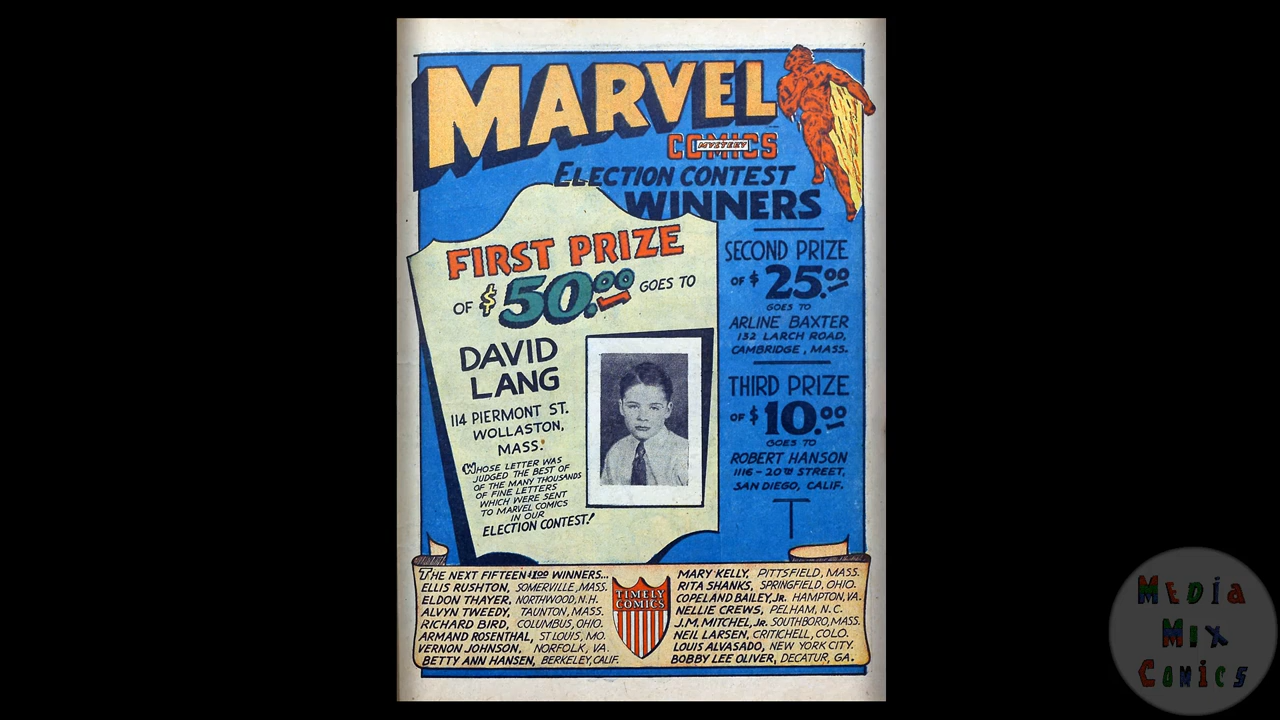 MARVEL
COMICS
MYSTERY
ELECTION CONTEST
WINNERS
FIRST PRIZE
OF $50.00 GOES TO
DAVID
LANG
114 PIERMONT ST.
WOLLASTON,
MASS.
WHOSE LETTER WAS
JUDGED THE BEST OF
OF THE MANY THOUSANDS
OF FINE LETTERS
WHICH WERE SENT
TO MARVEL COMICS
IN OUR
ELECTION CONTEST!
SECOND PRIZE
OF $25.00
GOES TO
ARLINE BAXTER
132 LARCH ROAD,
CAMBRIDGE, MASS.
THIRD PRIZE
OF $10.00
GOES TO
ROBERT HANSON
1116-20TH STREET,
SAN DIEGO, CALIF.
THE NEXT FIFTEEN $1.00 WINNERS...
ELLIS RUSHTON, SOMERVILLE, MASS.
ELDON THAYER, NORTHWOOD, N.H.
ALVYN TWEEDY, TAUNTON, MASS.
RICHARD BIRD, COLUMBUS, OHIO.
ARMAND ROSENTHAL, ST LOUIS, MO.
VERNON JOHNSON, NORFOLK, VA.
BETTY ANN HANSEN, BERKELEY, CALIF.
TIMELY
COMICS
MARY KELLY, PITTSFIELD, MASS.
RITA SHANKS, SPRINGFIELD, OHIO.
COPELAND BAILEY, JR. HAMPTON, VA.
NELLIE CREWS, PELHAM, N.C.
J.M. MITCHEL, JR. SOUTHBORO, MASS.
NEIL LARSEN, CRITCHELL, COLO.
LOUIS ALVASADO, NEW YORK CITY.
BOBBY LEE OLIVER, DECATUR, GA.
MEDiA
MiX
COMiCS